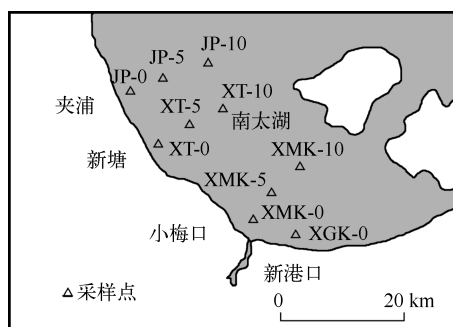 JP-10
JP-5
JP-0
XT-10
夹浦
XT-5
南太湖
新塘
XT-0
XMK-10
XMK-5
小梅口
XMK-0
XGK-0
新港口
采样点
0
20 km